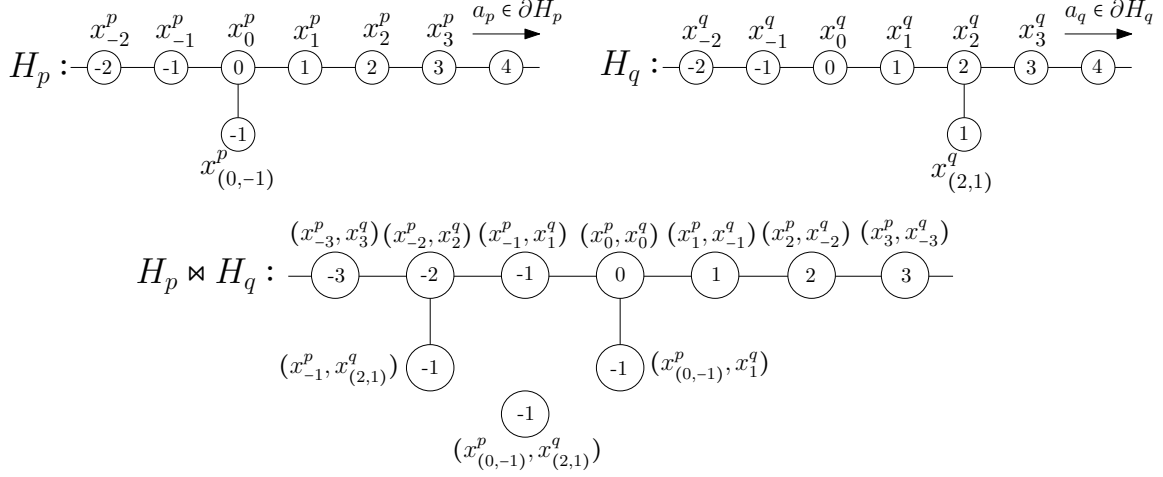 x^p_{-2} x^p_{-1} x^p_0 x^p_1 x^p_2 x^p_3 a_p ∈ ∂H_p
H_p : -2 -1 0 1 2 3 4
-1
x^p_{(0,-1)}
x^q_{-2} x^q_{-1} x^q_0 x^q_1 x^q_2 x^q_3 a_q ∈ ∂H_q
H_q : -2 -1 0 1 2 3 4
1
x^q_{(2,1)}
(x^p_{-3}, x^q_3) (x^p_{-2}, x^q_2) (x^p_{-1}, x^q_1) (x^p_0, x^q_0) (x^p_1, x^q_{-1}) (x^p_2, x^q_{-2}) (x^p_3, x^q_{-3})
H_p ⋈ H_q : -3 -2 -1 0 1 2 3
(x^p_{-1}, x^q_{(2,1)}) -1 -1 (x^p_{(0,-1)}, x^q_1)
-1
(x^p_{(0,-1)}, x^q_{(2,1)})